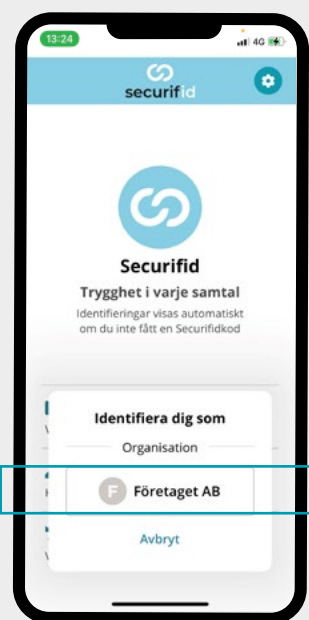 13:24
4G
securifid
Securifid
Trygghet i varje samtal
Identifieringar visas automatiskt
om du inte fått en Securifidkod
Identifiera dig som
Organisation
F Företaget AB
Avbryt